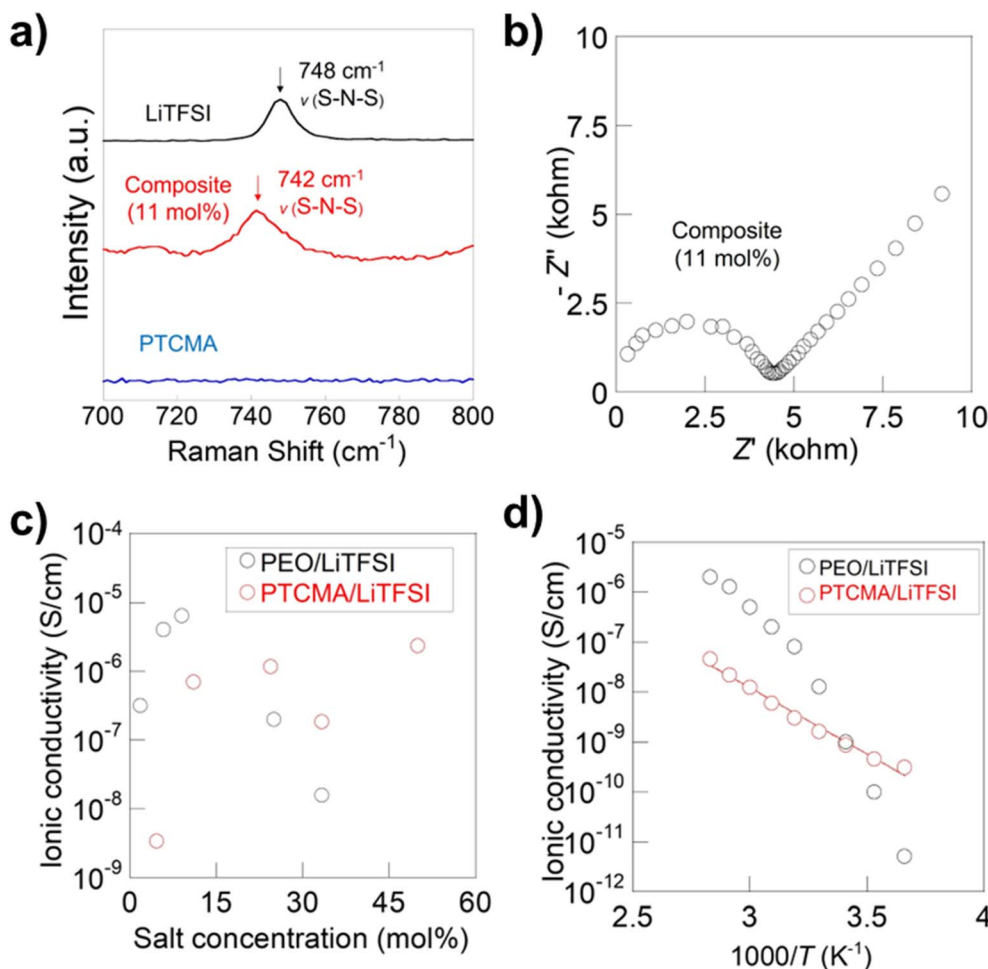 a)
LiTFSI
748 cm⁻¹
ν (S-N-S)
Composite
(11 mol%)
742 cm⁻¹
ν (S-N-S)
PTCMA
Intensity (a.u.)
700 720 740 760 780 800
Raman Shift (cm⁻¹)
b)
10
7.5
5
2.5
0
- Z'' (kohm)
Composite
(11 mol%)
0 2.5 5 7.5 10
Z' (kohm)
c)
10⁻⁴
10⁻⁵
10⁻⁶
10⁻⁷
10⁻⁸
10⁻⁹
Ionic conductivity (S/cm)
PEO/LiTFSI
PTCMA/LiTFSI
0 15 30 45 60
Salt concentration (mol%)
d)
10⁻⁵
10⁻⁶
10⁻⁷
10⁻⁸
10⁻⁹
10⁻¹⁰
10⁻¹¹
10⁻¹²
Ionic conductivity (S/cm)
PEO/LiTFSI
PTCMA/LiTFSI
2.5 3 3.5 4
1000/T (K⁻¹)